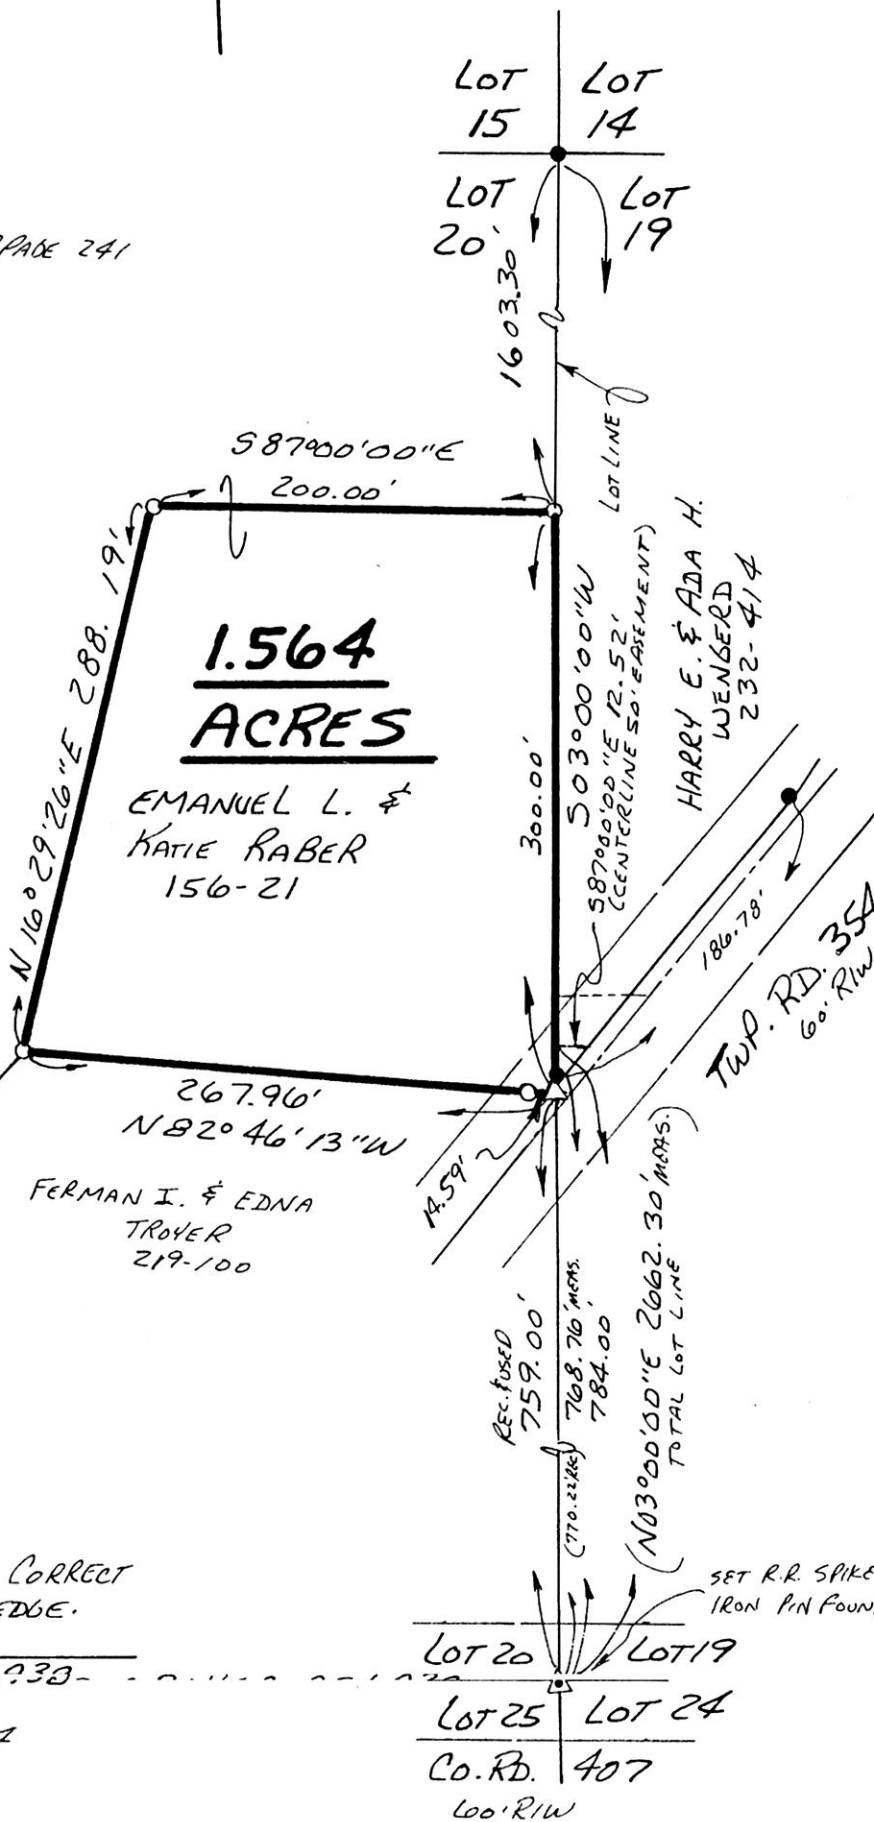 LOT LOT
15 14
LOT LOT
20 19
PAGE 241
1603.30'
LOT LINE
S87°00'00"E
200.00'
N 16° 29' 26" E 288.19'
1.564
ACRES
EMANUEL L. &
KATIE RABER
156-21
300.00'
S03°00'00"W
S87°00'00"E 12.52'
(CENTERLINE 50' EASEMENT)
HARRY E. & ADA H.
WENGERD
232-414
186.78'
TWP. RD. 354
60' R/W
267.96'
N82°46'13"W
14.59'
FERMAN I. & EDNA
TROYER
219-100
REC. & USED
759.00'
(770.22' REC) 768.76' MEAS.
784.00'
(N03°00'00"E 2662.30' MEAS.)
TOTAL LOT LINE
CORRECT
EDGE.
SET R.R. SPIKE
IRON PIN FOUN
LOT 20 LOT 19
LOT 25 LOT 24
CO. RD. 407
60' R/W